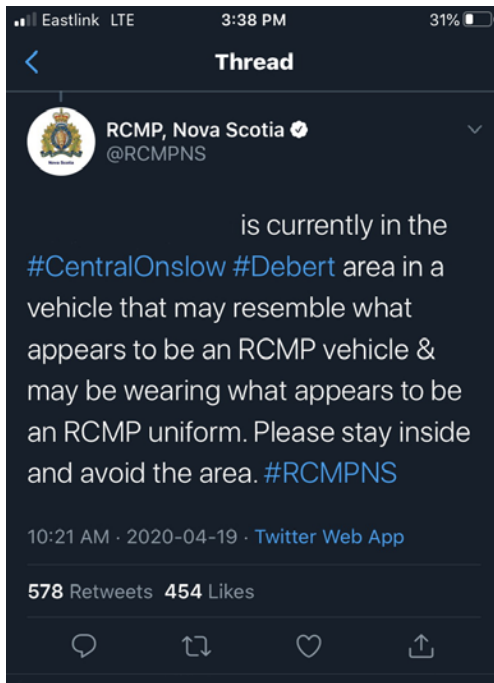 Eastlink LTE 3:38 PM 31%
Thread
RCMP, Nova Scotia
@RCMPNS
is currently in the
#CentralOnslow #Debert area in a
vehicle that may resemble what
appears to be an RCMP vehicle &
may be wearing what appears to be
an RCMP uniform. Please stay inside
and avoid the area. #RCMPNS
10:21 AM · 2020-04-19 · Twitter Web App
578 Retweets 454 Likes